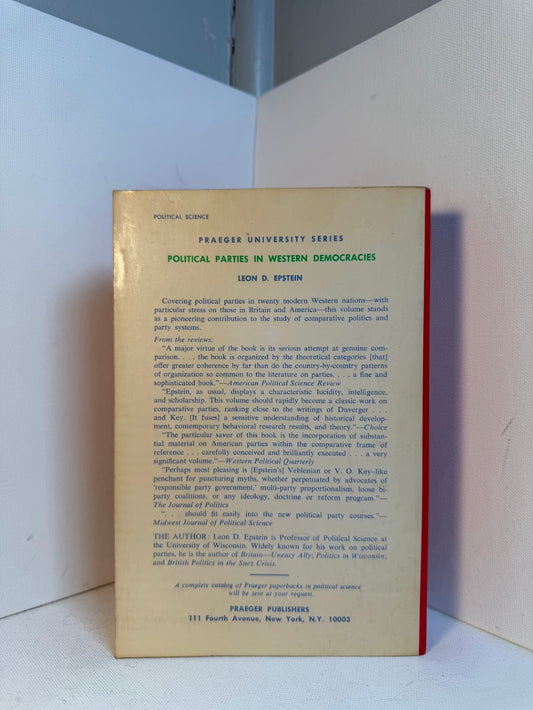 POLITICAL SCIENCE
PRAEGER UNIVERSITY SERIES
POLITICAL PARTIES IN WESTERN DEMOCRACIES
LEON D. EPSTEIN
Covering political parties in twenty modern Western nations—with
particular stress on those in Britain and America—this volume stands
as a pioneering contribution to the study of comparative politics and
party systems.
From the reviews:
"A major virtue of the book is its serious attempt at genuine com-
parison. . . . the book is organized by the theoretical categories [that]
offer greater coherence by far than do the country-by-country patterns
of organization so common to the literature on parties. . . . a fine and
sophisticated book."—American Political Science Review
"Epstein, as usual, displays a characteristic lucidity, intelligence,
and scholarship. This volume should rapidly become a classic work on
comparative parties, ranking close to the writings of Duverger . . .
and Key. [It fuses] a sensitive understanding of historical develop-
ment, contemporary behavioral research results, and theory."—Choice
"The particular savor of this book is the incorporation of substan-
tial material on American parties within the comparative frame of
reference . . . carefully conceived and brilliantly executed . . . a very
significant volume."—Western Political Quarterly
"Perhaps most pleasing is [Epstein's] Veblenian or V. O. Key–like
penchant for puncturing myths, whether perpetuated by advocates of
'responsible party government,' multi-party proportionalism, loose bi-
party coalitions, or any ideology, doctrine or reform program."—
The Journal of Politics
". . . should fit easily into the new political party courses."—
Midwest Journal of Political Science
THE AUTHOR: Leon D. Epstein is Professor of Political Science at
the University of Wisconsin. Widely known for his work on political
parties, he is the author of Britain—Uneasy Ally; Politics in Wisconsin;
and British Politics in the Suez Crisis.
A complete catalog of Praeger paperbacks in political science
will be sent at your request.
PRAEGER PUBLISHERS
111 Fourth Avenue, New York, N.Y. 10003